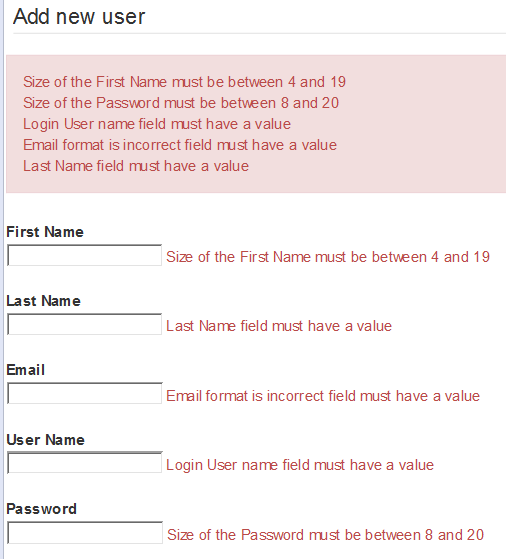 Add new user
Size of the First Name must be between 4 and 19
Size of the Password must be between 8 and 20
Login User name field must have a value
Email format is incorrect field must have a value
Last Name field must have a value
First Name
Size of the First Name must be between 4 and 19
Last Name
Last Name field must have a value
Email
Email format is incorrect field must have a value
User Name
Login User name field must have a value
Password
Size of the Password must be between 8 and 20